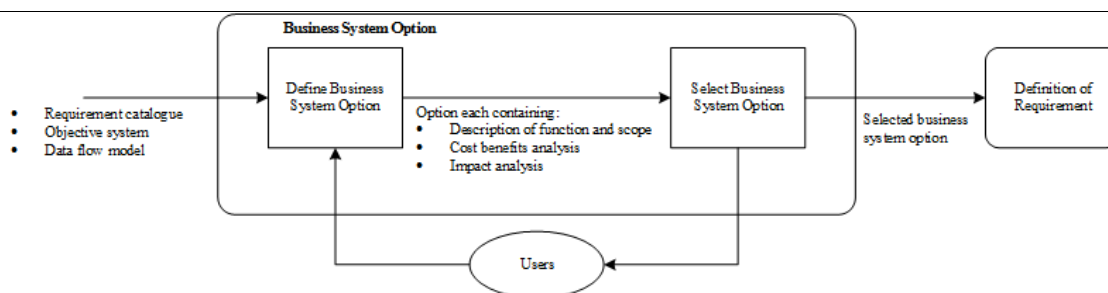 Business System Option
Define Business
System Option
Select Business
System Option
Definition of
Requirement
• Requirement catalogue
• Objective system
• Data flow model
Option each containing:
• Description of function and scope
• Cost benefits analysis
• Impact analysis
Selected business
system option
Users